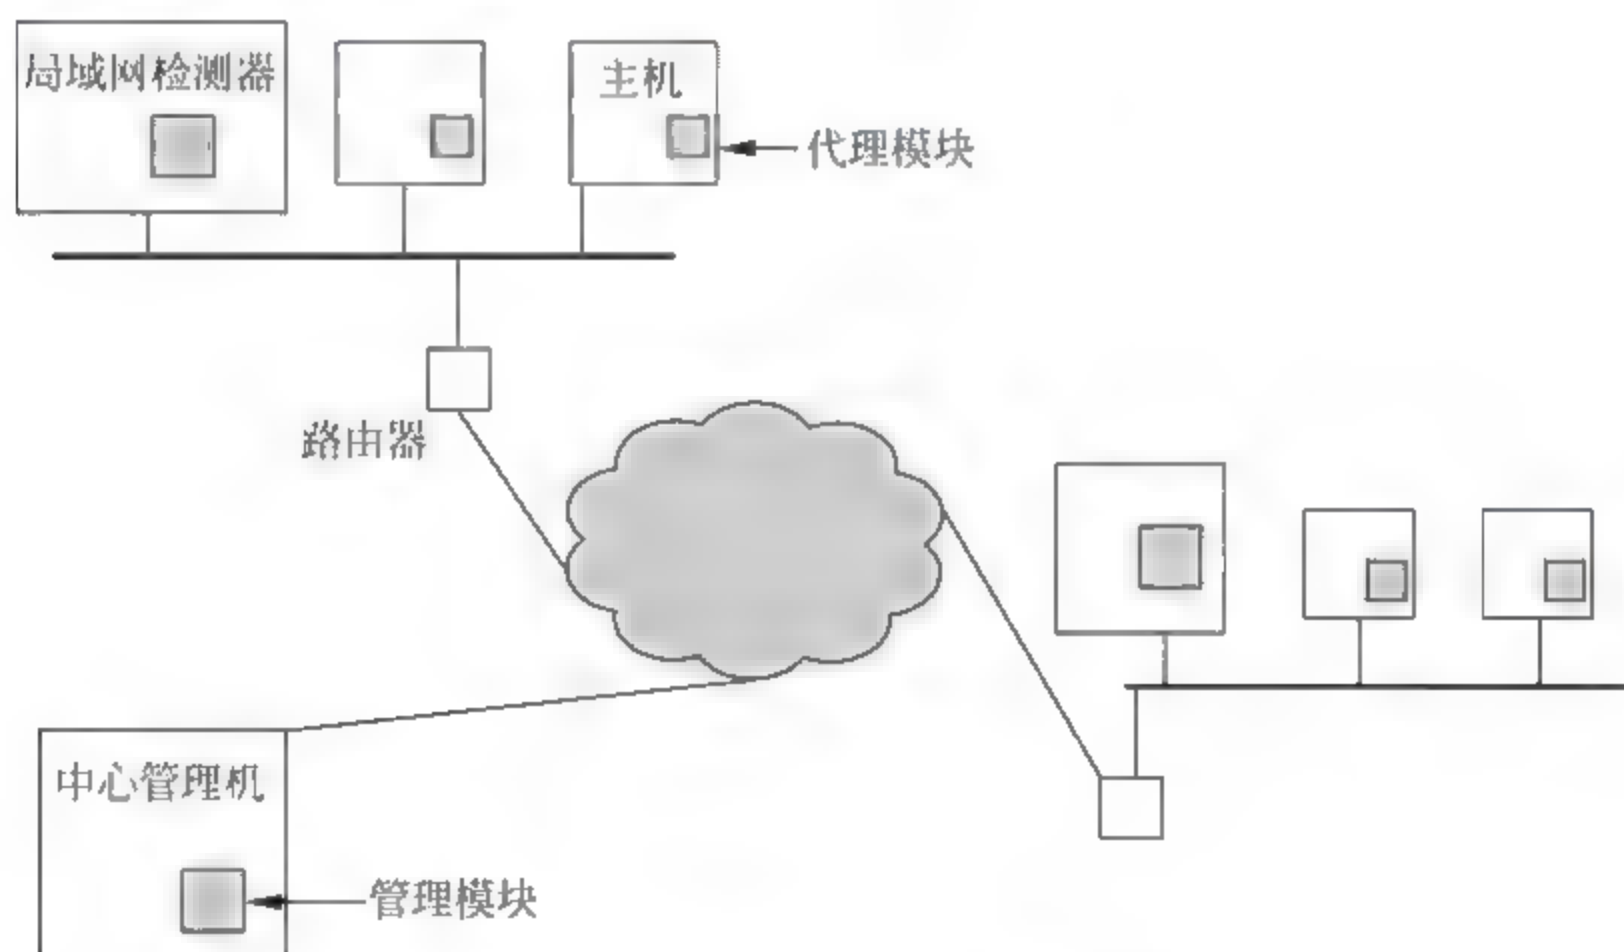 局域网检测器
主机
代理模块
路由器
中心管理机
管理模块